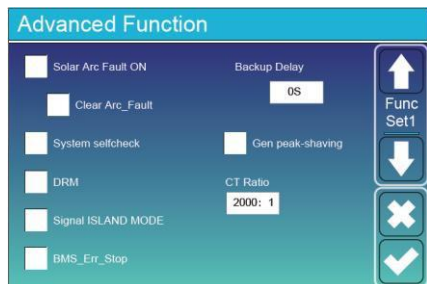 Advanced Function
Solar Arc Fault ON
Backup Delay
0S
Clear Arc_Fault
System selfcheck
Gen peak-shaving
DRM
CT Ratio
2000: 1
Signal ISLAND MODE
BMS_Err_Stop
Func
Set1